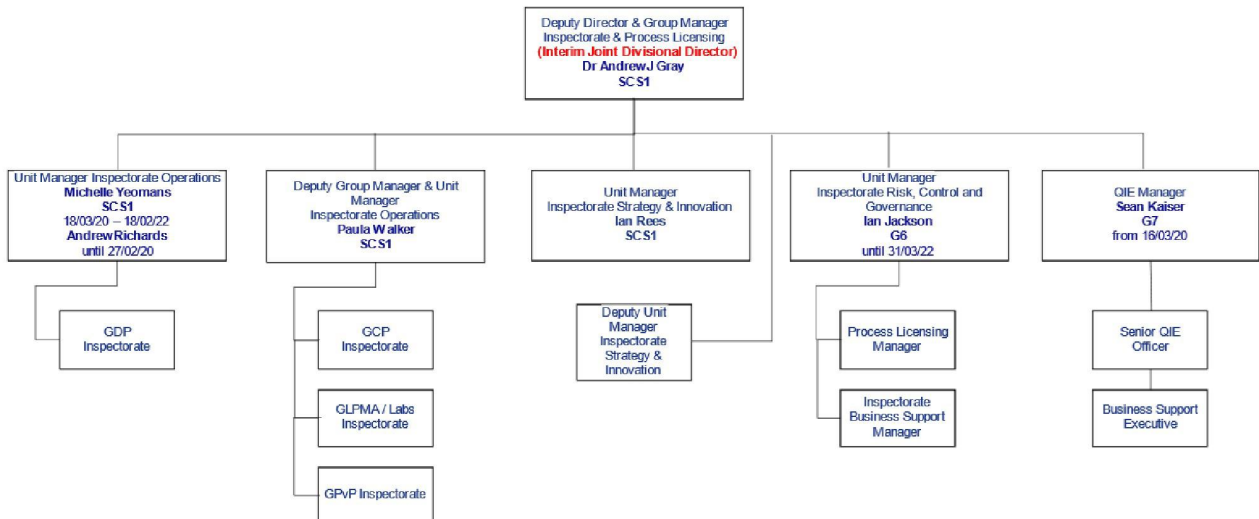 Deputy Director & Group Manager
Inspectorate & Process Licensing
(Interim Joint Divisional Director)
Dr Andrew J Gray
SCS1
Unit Manager Inspectorate Operations
Michelle Yeomans
SCS1
18/03/20 – 18/02/22
Andrew Richards
until 27/02/20
Deputy Group Manager & Unit
Manager
Inspectorate Operations
Paula Walker
SCS1
Unit Manager
Inspectorate Strategy & Innovation
Ian Rees
SCS1
Unit Manager
Inspectorate Risk, Control and
Governance
Ian Jackson
G6
until 31/03/22
QIE Manager
Sean Kaiser
G7
from 16/03/20
GDP
Inspectorate
GCP
Inspectorate
Deputy Unit
Manager
Inspectorate
Strategy &
Innovation
Process Licensing
Manager
Senior QIE
Officer
GLPMA / Labs
Inspectorate
Inspectorate
Business Support
Manager
Business Support
Executive
GPvP Inspectorate